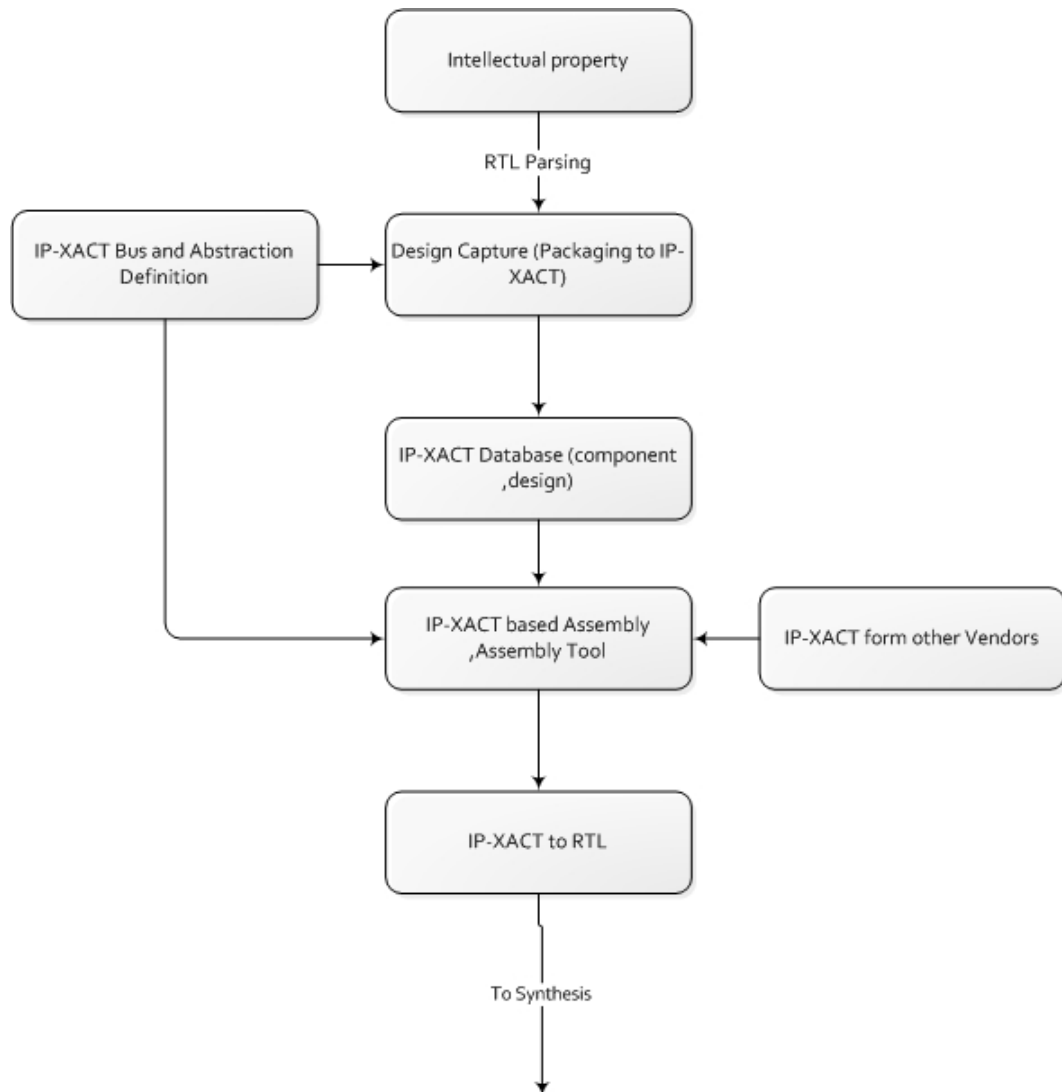 Intellectual property
RTL Parsing
IP-XACT Bus and Abstraction
Definition
Design Capture (Packaging to IP-
XACT)
IP-XACT Database (component
,design)
IP-XACT based Assembly
,Assembly Tool
IP-XACT form other Vendors
IP-XACT to RTL
To Synthesis